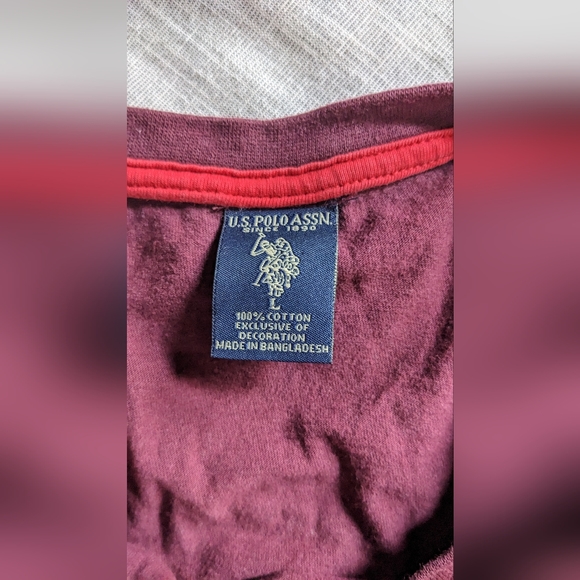 U.S. POLO ASSN.
SINCE 1890
L
100% COTTON
EXCLUSIVE OF
DECORATION
MADE IN BANGLADESH